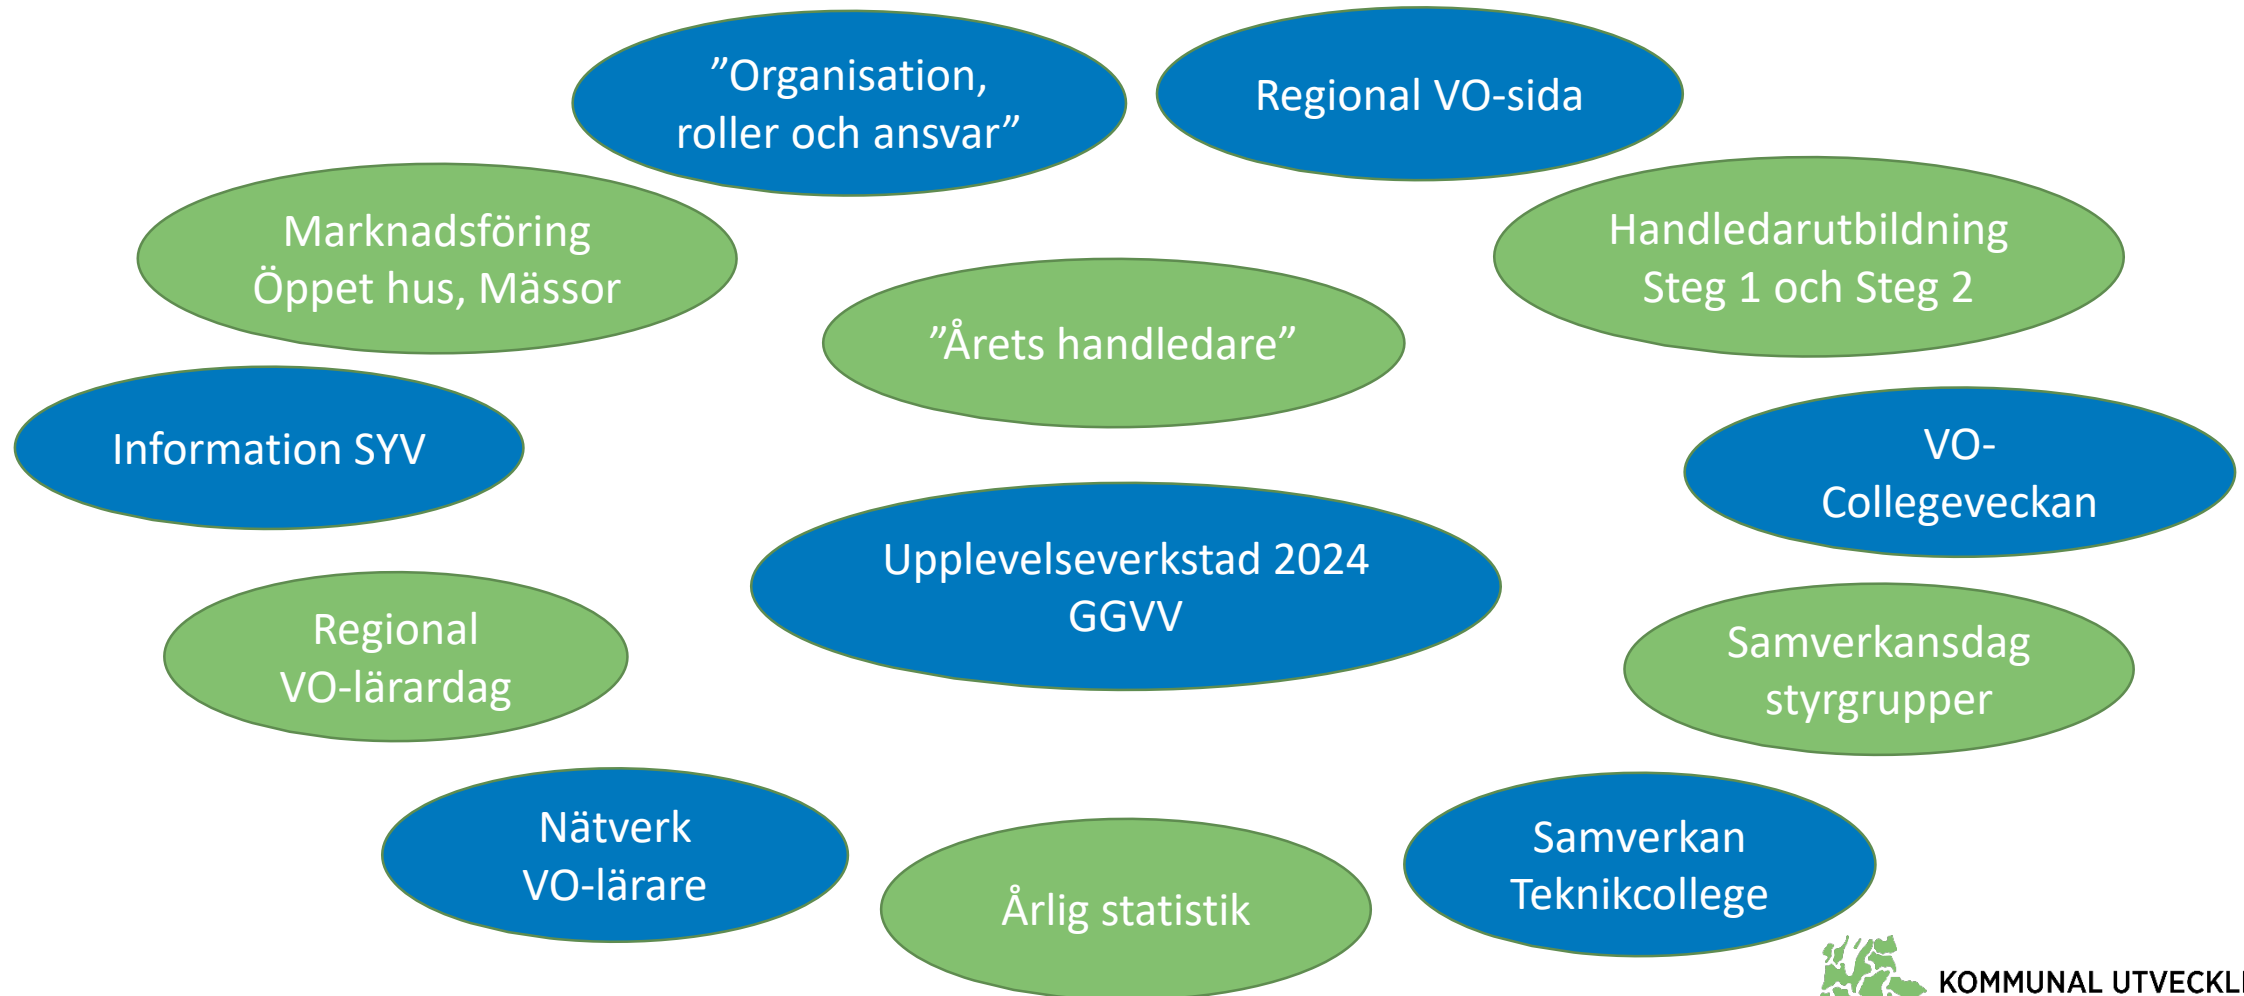 ”Organisation,
roller och ansvar”
Regional VO-sida
Marknadsföring
Öppet hus, Mässor
Handledarutbildning
Steg 1 och Steg 2
”Årets handledare”
Information SYV
VO-
Collegeveckan
Upplevelseverkstad 2024
GGVV
Regional
VO-lärardag
Samverkansdag
styrgrupper
Nätverk
VO-lärare
Årlig statistik
Samverkan
Teknikcollege
KOMMUNAL